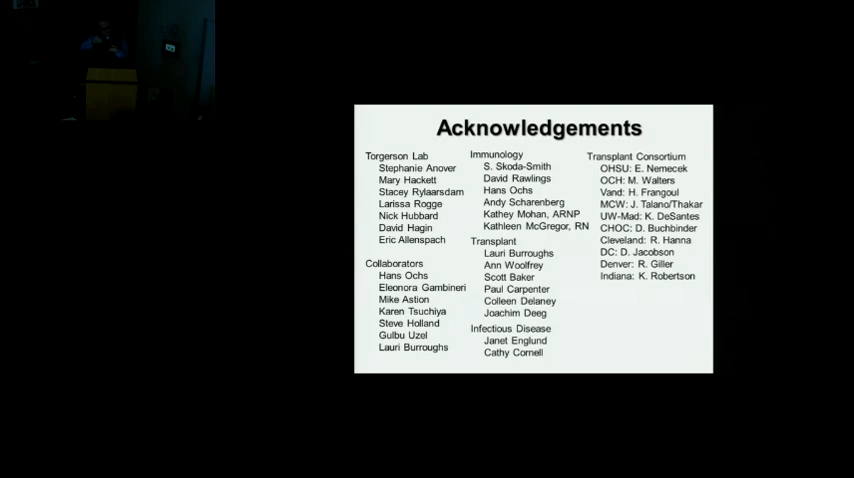 Acknowledgements
Torgerson Lab
Stephanie Anover
Mary Hackett
Stacey Rylaarsdam
Larissa Rogge
Nick Hubbard
David Hagin
Eric Allenspach
Collaborators
Hans Ochs
Eleonora Gambineri
Mike Astion
Karen Tsuchiya
Steve Holland
Gulbu Uzel
Lauri Burroughs
Immunology
S. Skoda-Smith
David Rawlings
Hans Ochs
Andy Scharenberg
Kathey Mohan, ARNP
Kathleen McGregor, RN
Transplant
Lauri Burroughs
Ann Woolfrey
Scott Baker
Paul Carpenter
Colleen Delaney
Joachim Deeg
Infectious Disease
Janet Englund
Cathy Cornell
Transplant Consortium
OHSU: E. Nemecek
OCH: M. Walters
Vand: H. Frangoul
MCW: J. Talano/Thakar
UW-Mad: K. DeSantes
CHOC: D. Buchbinder
Cleveland: R. Hanna
DC: D. Jacobson
Denver: R. Giller
Indiana: K. Robertson